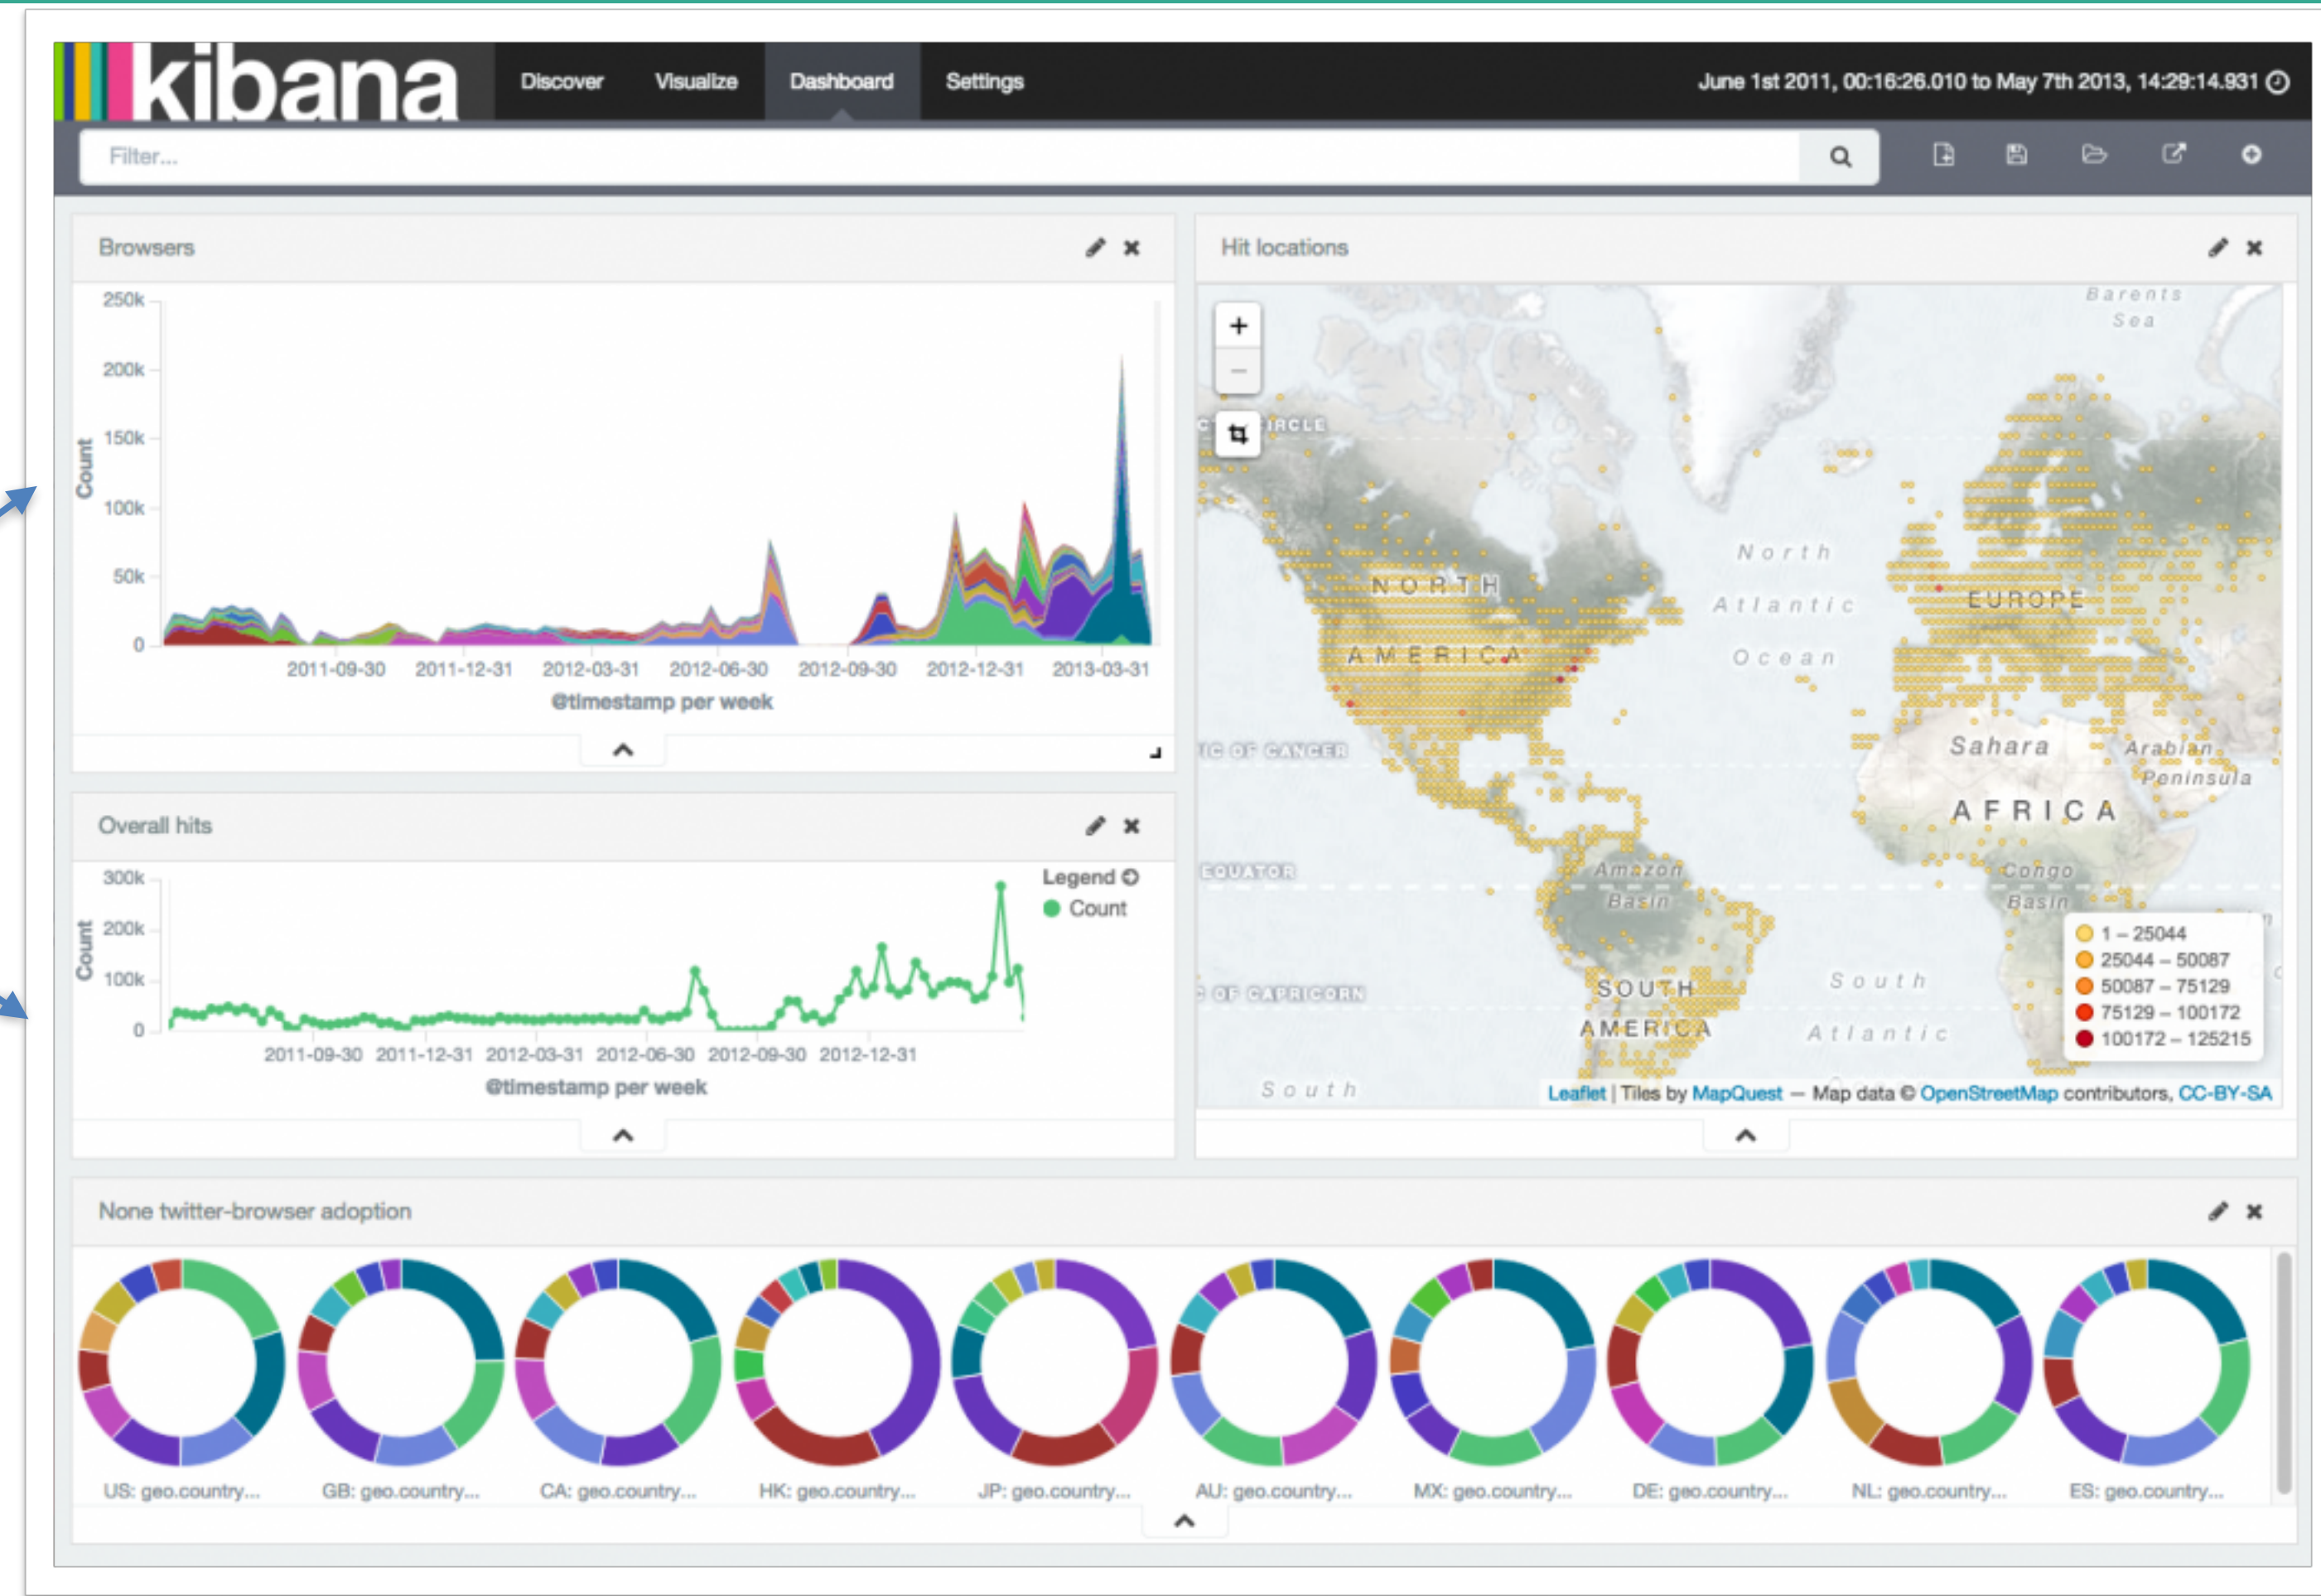 kibana
Discover Visualize Dashboard Settings
June 1st 2011, 00:16:26.010 to May 7th 2013, 14:29:14.931
Filter...
Browsers
250k
200k
150k
100k
50k
0
Count
2011-09-30 2011-12-31 2012-03-31 2012-06-30 2012-09-30 2012-12-31 2013-03-31
@timestamp per week
Hit locations
+
−
Barents
Sea
IRCLE
North
Atlantic
Ocean
NORTH
AMERICA
EUROPE
IC OF CANCER
Sahara
Arabian
Peninsula
AFRICA
EQUATOR
Amazon
Basin
Congo
Basin
OF CAPRICORN
SOUTH
AMERICA
South
Atlantic
South
1 – 25044
25044 – 50087
50087 – 75129
75129 – 100172
100172 – 125215
Leaflet | Tiles by MapQuest — Map data © OpenStreetMap contributors, CC-BY-SA
Overall hits
300k
200k
100k
0
Count
Legend
Count
2011-09-30 2011-12-31 2012-03-31 2012-06-30 2012-09-30 2012-12-31
@timestamp per week
None twitter-browser adoption
US: geo.country... GB: geo.country... CA: geo.country... HK: geo.country... JP: geo.country... AU: geo.country... MX: geo.country... DE: geo.country... NL: geo.country... ES: geo.country...